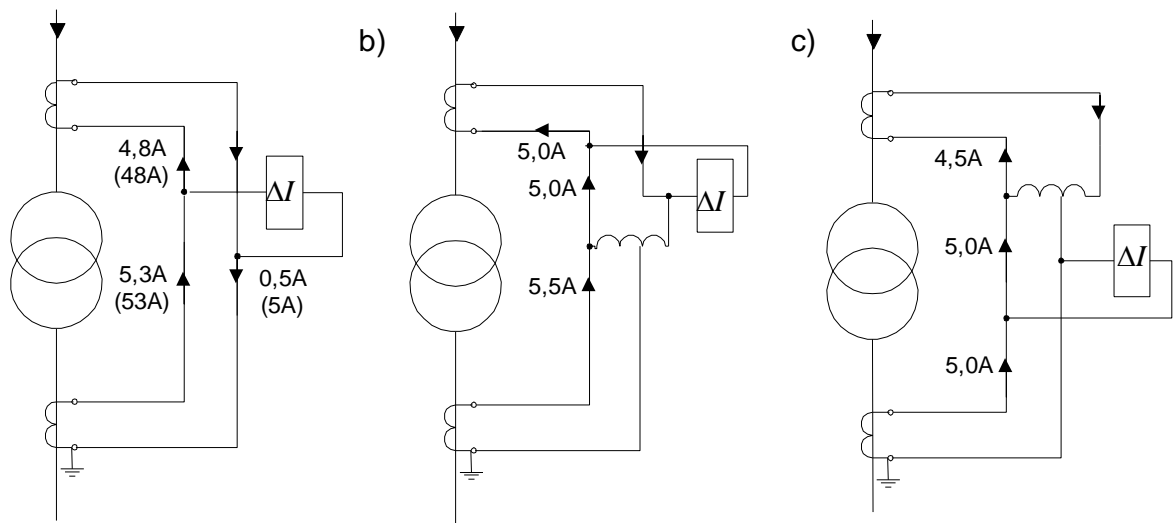 4,8A
(48A)
ΔI
5,3A
(53A)
0,5A
(5A)
b)
5,0A
5,0A
ΔI
5,5A
c)
4,5A
5,0A
ΔI
5,0A